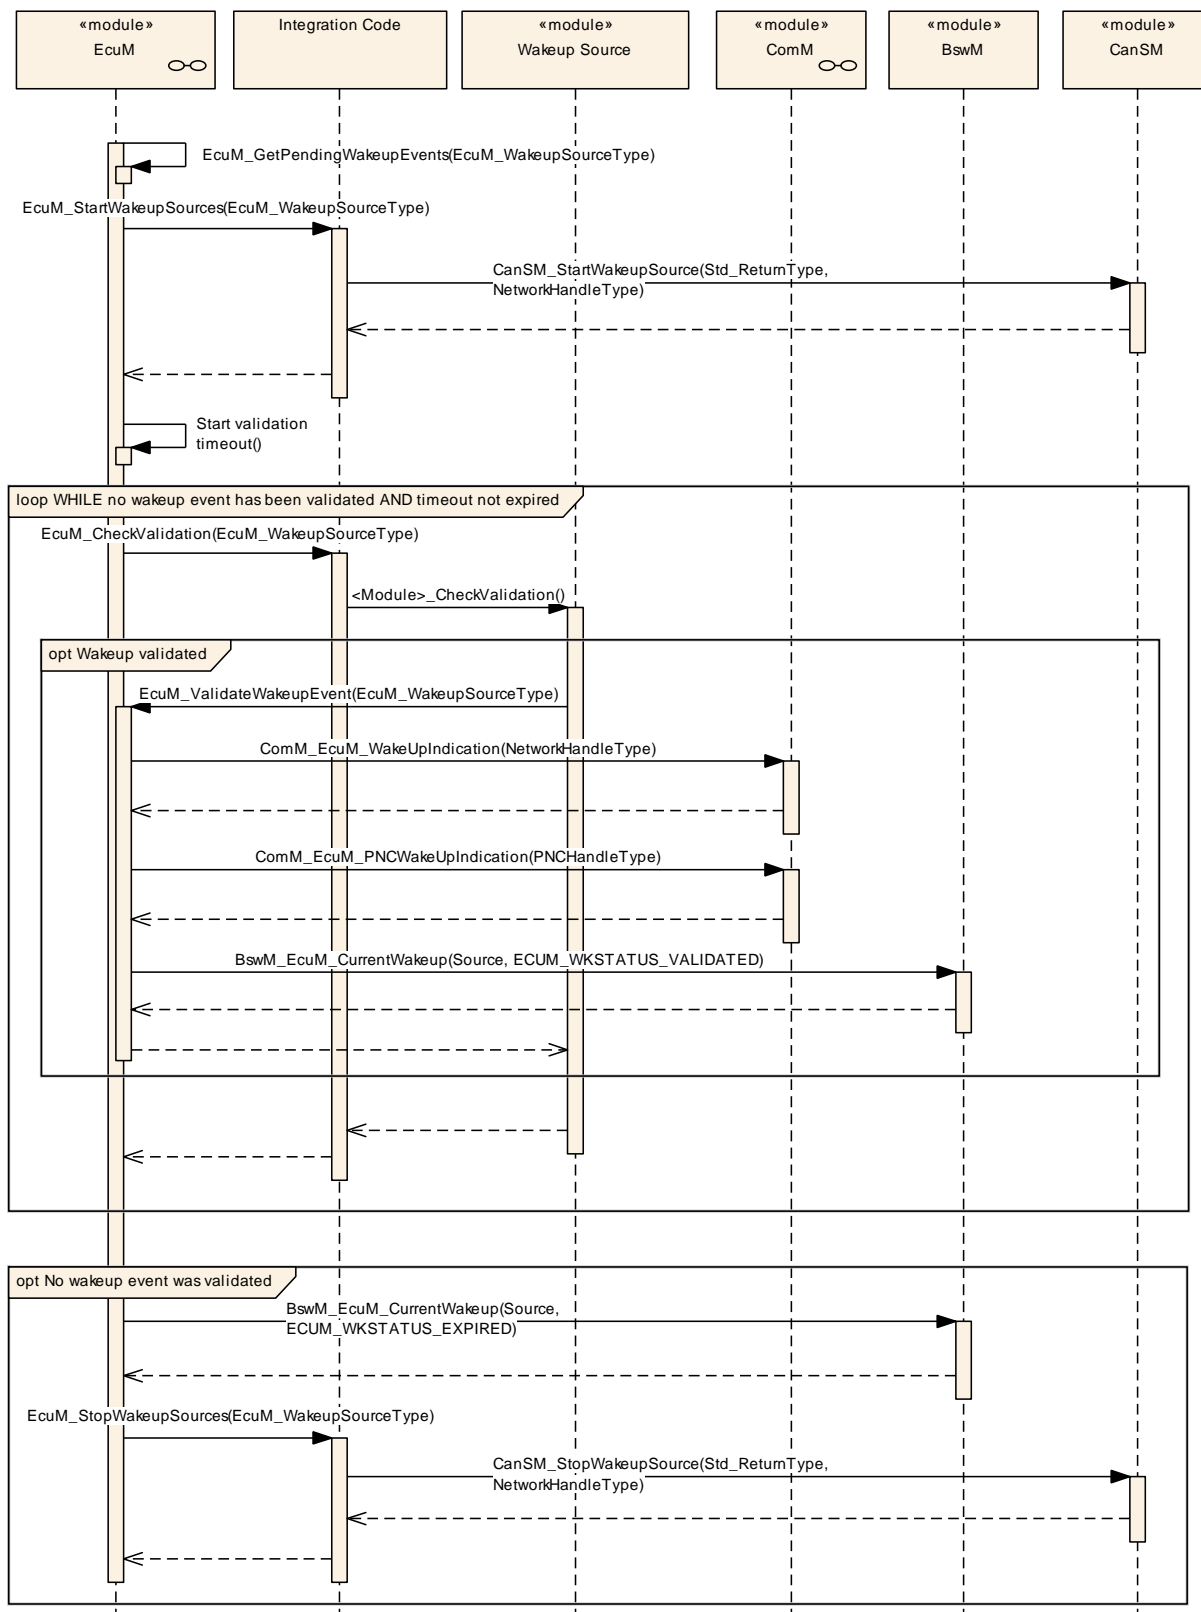 «module»
EcuM
Integration Code
«module»
Wakeup Source
«module»
ComM
«module»
BswM
«module»
CanSM
EcuM_GetPendingWakeupEvents(EcuM_WakeupSourceType)
EcuM_StartWakeupSources(EcuM_WakeupSourceType)
CanSM_StartWakeupSource(Std_ReturnType,
NetworkHandleType)
Start validation
timeout()
loop WHILE no wakeup event has been validated AND timeout not expired
EcuM_CheckValidation(EcuM_WakeupSourceType)
<Module>_CheckValidation()
opt Wakeup validated
EcuM_ValidateWakeupEvent(EcuM_WakeupSourceType)
ComM_EcuM_WakeUpIndication(NetworkHandleType)
ComM_EcuM_PNCWakeUpIndication(PNCHandleType)
BswM_EcuM_CurrentWakeup(Source, ECUM_WKSTATUS_VALIDATED)
opt No wakeup event was validated
BswM_EcuM_CurrentWakeup(Source,
ECUM_WKSTATUS_EXPIRED)
EcuM_StopWakeupSources(EcuM_WakeupSourceType)
CanSM_StopWakeupSource(Std_ReturnType,
NetworkHandleType)